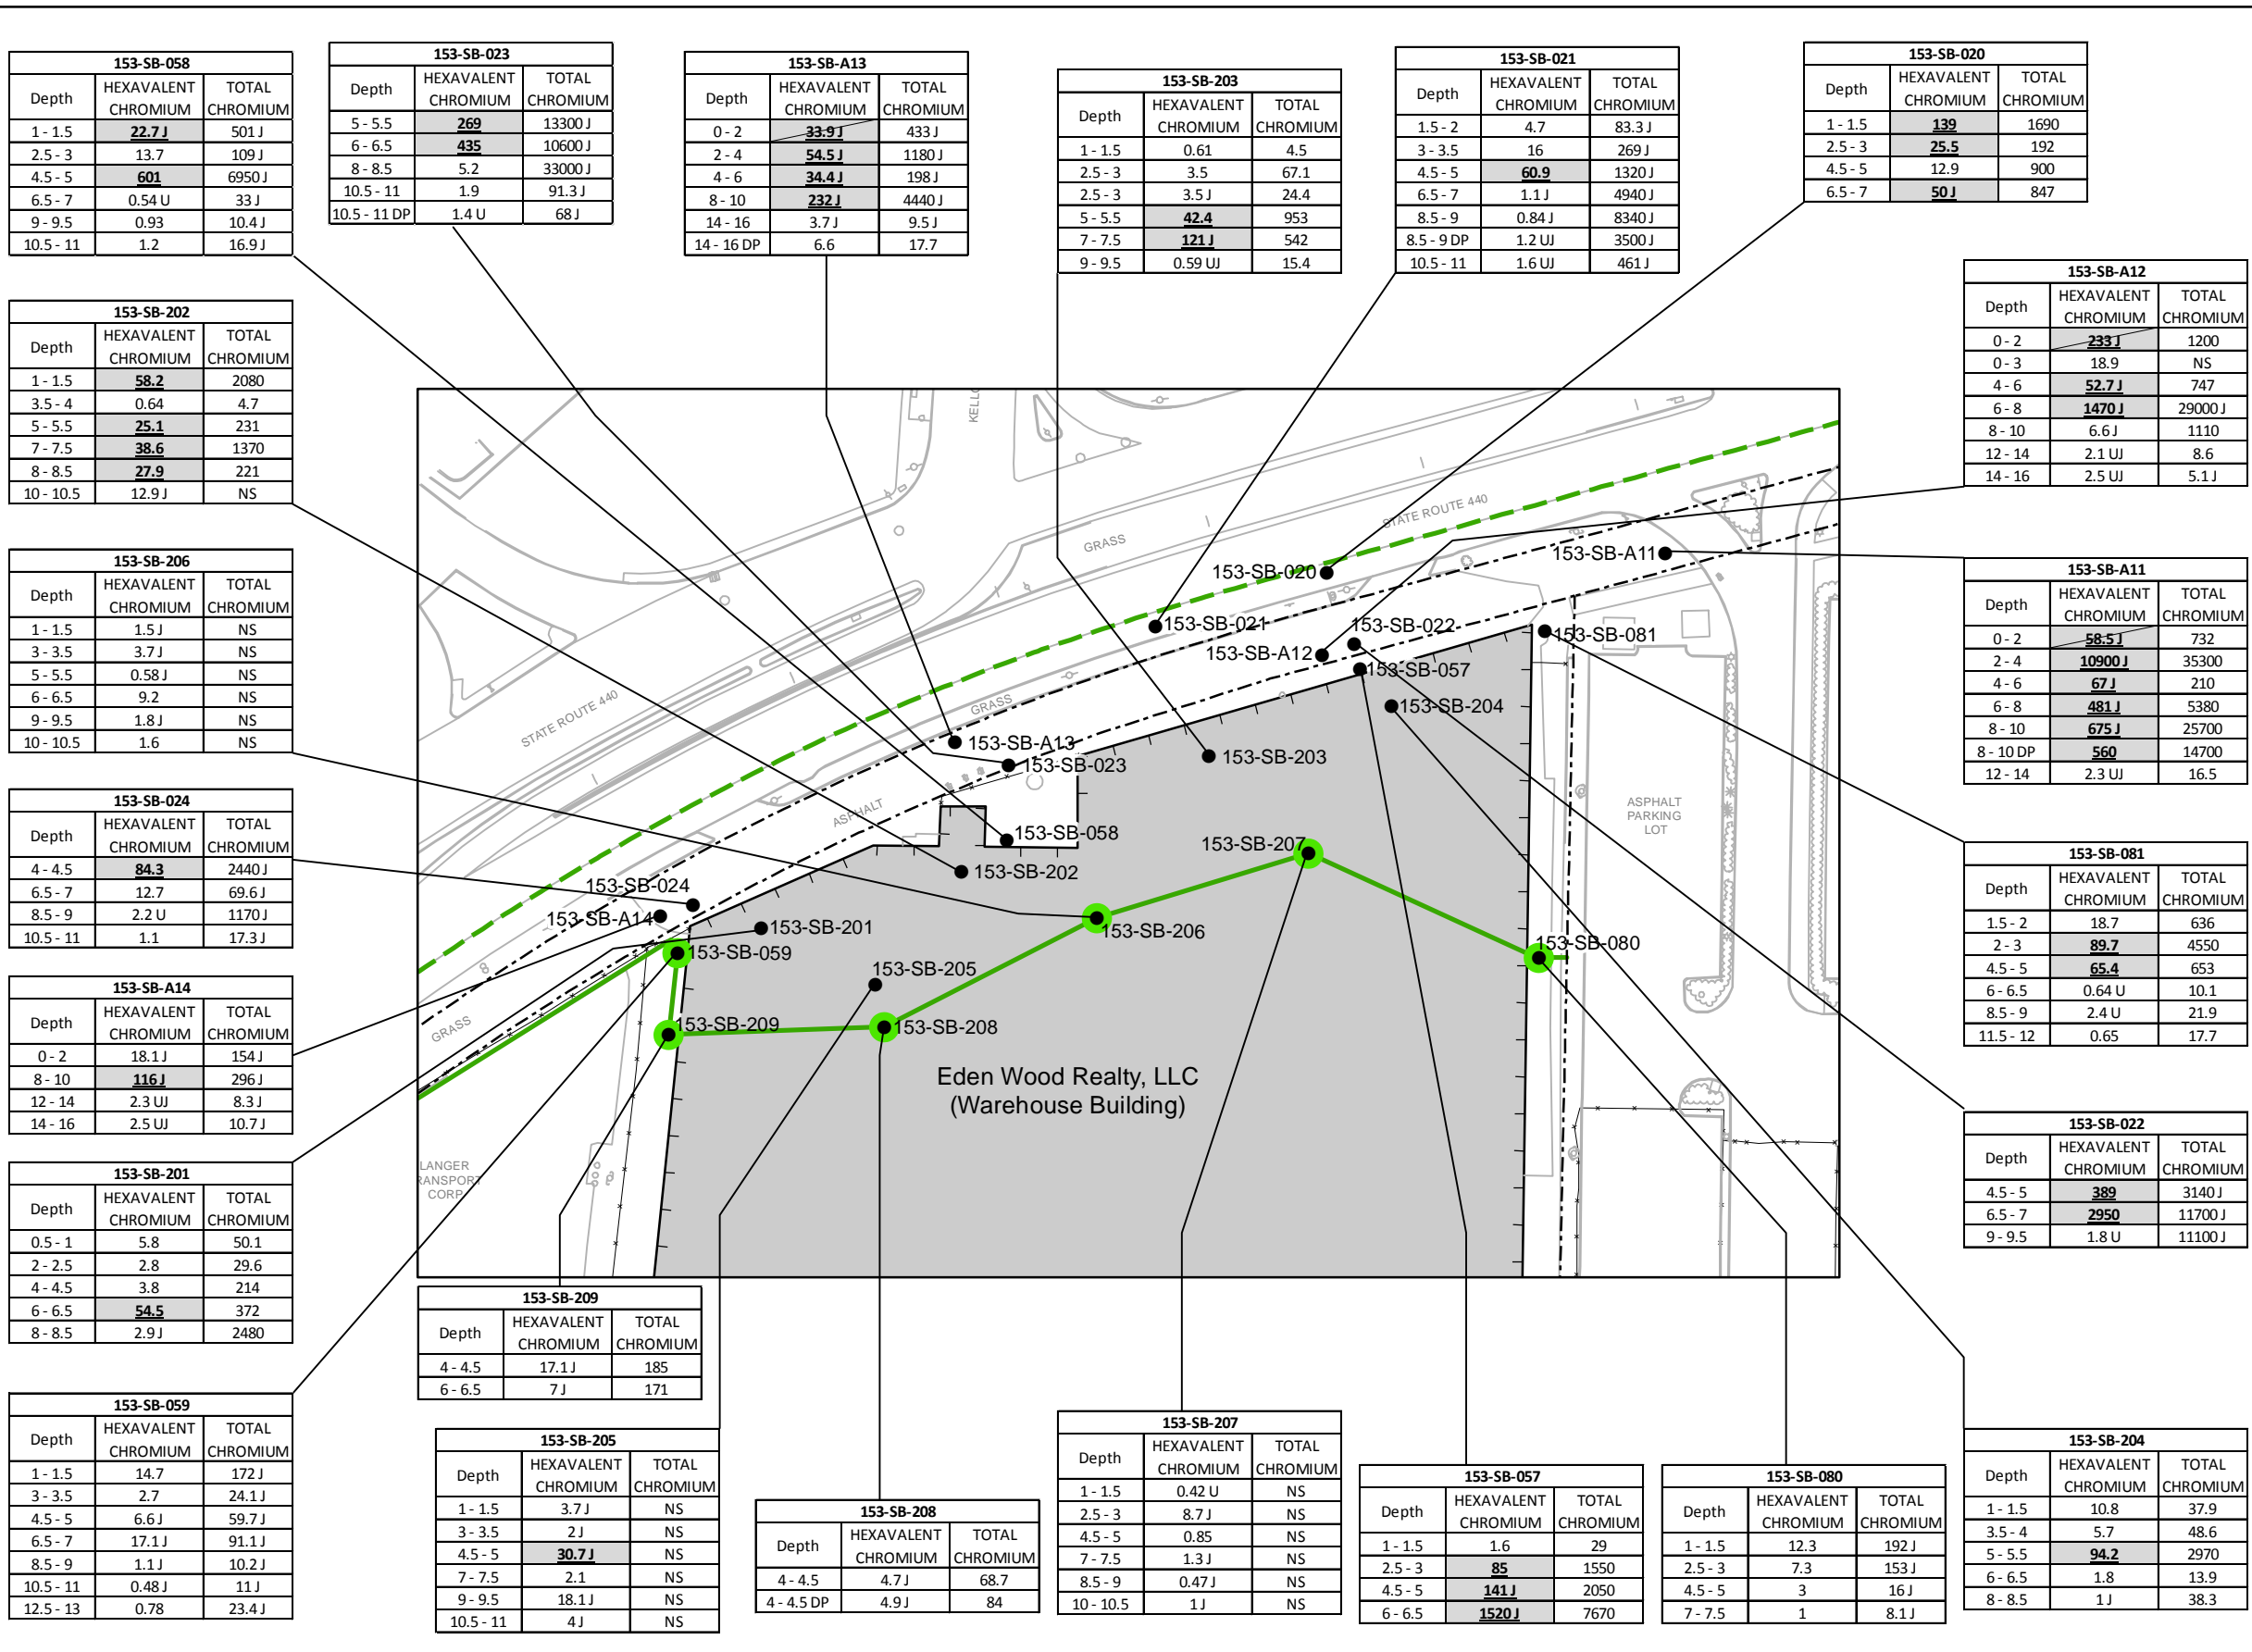 153-SB-058
Depth HEXAVALENT CHROMIUM TOTAL CHROMIUM
1 - 1.5 22.7 J 501 J
2.5 - 3 13.7 109 J
4.5 - 5 601 6950 J
6.5 - 7 0.54 U 33 J
9 - 9.5 0.93 10.4 J
10.5 - 11 1.2 16.9 J
153-SB-023
Depth HEXAVALENT CHROMIUM TOTAL CHROMIUM
5 - 5.5 269 13300 J
6 - 6.5 435 10600 J
8 - 8.5 5.2 33000 J
10.5 - 11 1.9 91.3 J
10.5 - 11 DP 1.4 U 68 J
153-SB-A13
Depth HEXAVALENT CHROMIUM TOTAL CHROMIUM
0 - 2 33.9 J 433 J
2 - 4 54.5 J 1180 J
4 - 6 34.4 J 198 J
8 - 10 232 J 4440 J
14 - 16 3.7 J 9.5 J
14 - 16 DP 6.6 17.7
153-SB-203
Depth HEXAVALENT CHROMIUM TOTAL CHROMIUM
1 - 1.5 0.61 4.5
2.5 - 3 3.5 67.1
2.5 - 3 3.5 J 24.4
5 - 5.5 42.4 953
7 - 7.5 121 J 542
9 - 9.5 0.59 UJ 15.4
153-SB-021
Depth HEXAVALENT CHROMIUM TOTAL CHROMIUM
1.5 - 2 4.7 83.3 J
3 - 3.5 16 269 J
4.5 - 5 60.9 1320 J
6.5 - 7 1.1 J 4940 J
8.5 - 9 0.84 J 8340 J
8.5 - 9 DP 1.2 UJ 3500 J
10.5 - 11 1.6 UJ 461 J
153-SB-020
Depth HEXAVALENT CHROMIUM TOTAL CHROMIUM
1 - 1.5 139 1690
2.5 - 3 25.5 192
4.5 - 5 12.9 900
6.5 - 7 50 J 847
153-SB-202
Depth HEXAVALENT CHROMIUM TOTAL CHROMIUM
1 - 1.5 58.2 2080
3.5 - 4 0.64 4.7
5 - 5.5 25.1 231
7 - 7.5 38.6 1370
8 - 8.5 27.9 221
10 - 10.5 12.9 J NS
153-SB-206
Depth HEXAVALENT CHROMIUM TOTAL CHROMIUM
1 - 1.5 1.5 J NS
3 - 3.5 3.7 J NS
5 - 5.5 0.58 J NS
6 - 6.5 9.2 NS
9 - 9.5 1.8 J NS
10 - 10.5 1.6 NS
153-SB-024
Depth HEXAVALENT CHROMIUM TOTAL CHROMIUM
4 - 4.5 84.3 2440 J
6.5 - 7 12.7 69.6 J
8.5 - 9 2.2 U 1170 J
10.5 - 11 1.1 17.3 J
153-SB-A14
Depth HEXAVALENT CHROMIUM TOTAL CHROMIUM
0 - 2 18.1 J 154 J
8 - 10 116 J 296 J
12 - 14 2.3 UJ 8.3 J
14 - 16 2.5 UJ 10.7 J
153-SB-201
Depth HEXAVALENT CHROMIUM TOTAL CHROMIUM
0.5 - 1 5.8 50.1
2 - 2.5 2.8 29.6
4 - 4.5 3.8 214
6 - 6.5 54.5 372
8 - 8.5 2.9 J 2480
153-SB-059
Depth HEXAVALENT CHROMIUM TOTAL CHROMIUM
1 - 1.5 14.7 172 J
3 - 3.5 2.7 24.1 J
4.5 - 5 6.6 J 59.7 J
6.5 - 7 17.1 J 91.1 J
8.5 - 9 1.1 J 10.2 J
10.5 - 11 0.48 J 11 J
12.5 - 13 0.78 23.4 J
STATE ROUTE 440
GRASS
153-SB-A11
153-SB-020
153-SB-021
153-SB-022
153-SB-081
153-SB-A12
153-SB-057
STATE ROUTE 440
GRASS
153-SB-204
153-SB-A13
153-SB-203
153-SB-023
ASPHALT
ASPHALT
PARKING
LOT
153-SB-058
153-SB-207
153-SB-202
153-SB-024
153-SB-A14
153-SB-201
153-SB-206
153-SB-080
153-SB-059
153-SB-205
GRASS
153-SB-209
153-SB-208
Eden Wood Realty, LLC
(Warehouse Building)
LANGER
RANSPORT
CORP
153-SB-A12
Depth HEXAVALENT CHROMIUM TOTAL CHROMIUM
0 - 2 233 J 1200
0 - 3 18.9 NS
4 - 6 52.7 J 747
6 - 8 1470 J 29000 J
8 - 10 6.6 J 1110
12 - 14 2.1 UJ 8.6
14 - 16 2.5 UJ 5.1 J
153-SB-A11
Depth HEXAVALENT CHROMIUM TOTAL CHROMIUM
0 - 2 58.5 J 732
2 - 4 10900 J 35300
4 - 6 67 J 210
6 - 8 481 J 5380
8 - 10 675 J 25700
8 - 10 DP 560 14700
12 - 14 2.3 UJ 16.5
153-SB-081
Depth HEXAVALENT CHROMIUM TOTAL CHROMIUM
1.5 - 2 18.7 636
2 - 3 89.7 4550
4.5 - 5 65.4 653
6 - 6.5 0.64 U 10.1
8.5 - 9 2.4 U 21.9
11.5 - 12 0.65 17.7
153-SB-022
Depth HEXAVALENT CHROMIUM TOTAL CHROMIUM
4.5 - 5 389 3140 J
6.5 - 7 2950 11700 J
9 - 9.5 1.8 U 11100 J
153-SB-209
Depth HEXAVALENT CHROMIUM TOTAL CHROMIUM
4 - 4.5 17.1 J 185
6 - 6.5 7 J 171
153-SB-205
Depth HEXAVALENT CHROMIUM TOTAL CHROMIUM
1 - 1.5 3.7 J NS
3 - 3.5 2 J NS
4.5 - 5 30.7 J NS
7 - 7.5 2.1 NS
9 - 9.5 18.1 J NS
10.5 - 11 4 J NS
153-SB-208
Depth HEXAVALENT CHROMIUM TOTAL CHROMIUM
4 - 4.5 4.7 J 68.7
4 - 4.5 DP 4.9 J 84
153-SB-207
Depth HEXAVALENT CHROMIUM TOTAL CHROMIUM
1 - 1.5 0.42 U NS
2.5 - 3 8.7 J NS
4.5 - 5 0.85 NS
7 - 7.5 1.3 J NS
8.5 - 9 0.47 J NS
10 - 10.5 1 J NS
153-SB-057
Depth HEXAVALENT CHROMIUM TOTAL CHROMIUM
1 - 1.5 1.6 29
2.5 - 3 85 1550
4.5 - 5 141 J 2050
6 - 6.5 1520 J 7670
153-SB-080
Depth HEXAVALENT CHROMIUM TOTAL CHROMIUM
1 - 1.5 12.3 192 J
2.5 - 3 7.3 153 J
4.5 - 5 3 16 J
7 - 7.5 1 8.1 J
153-SB-204
Depth HEXAVALENT CHROMIUM TOTAL CHROMIUM
1 - 1.5 10.8 37.9
3.5 - 4 5.7 48.6
5 - 5.5 94.2 2970
6 - 6.5 1.8 13.9
8 - 8.5 1 J 38.3